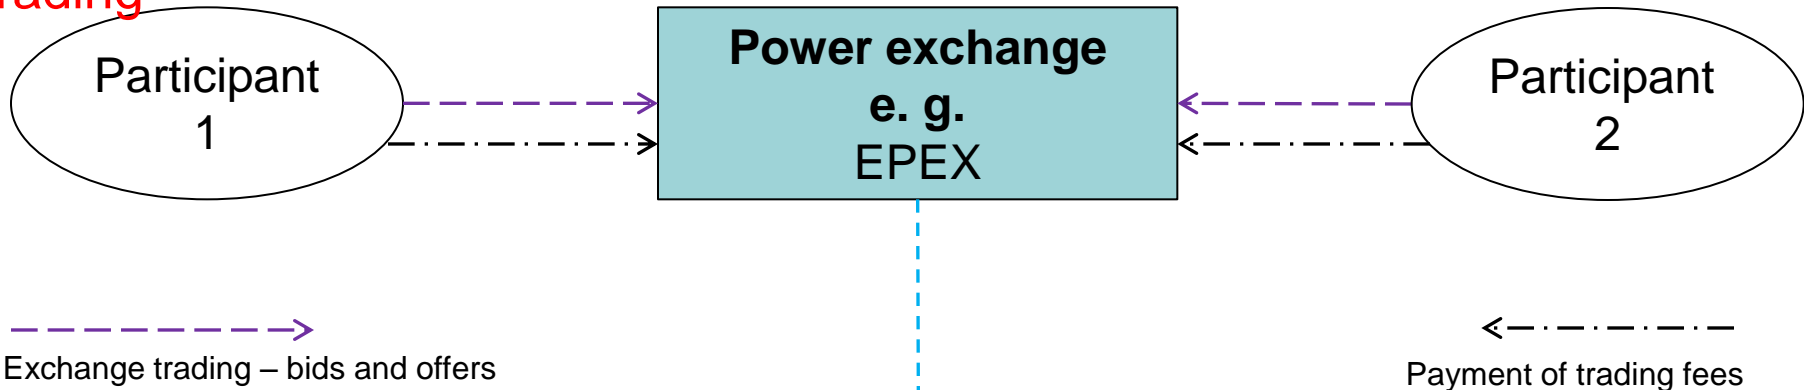 Participant
1
Power exchange
e. g.
EPEX
Participant
2
Exchange trading – bids and offers
Payment of trading fees